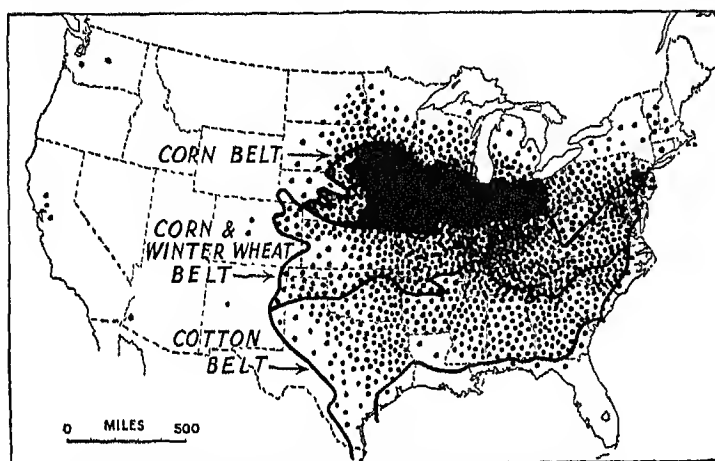 CORN BELT
CORN &
WINTER WHEAT
BELT
COTTON
BELT
0 MILES 500